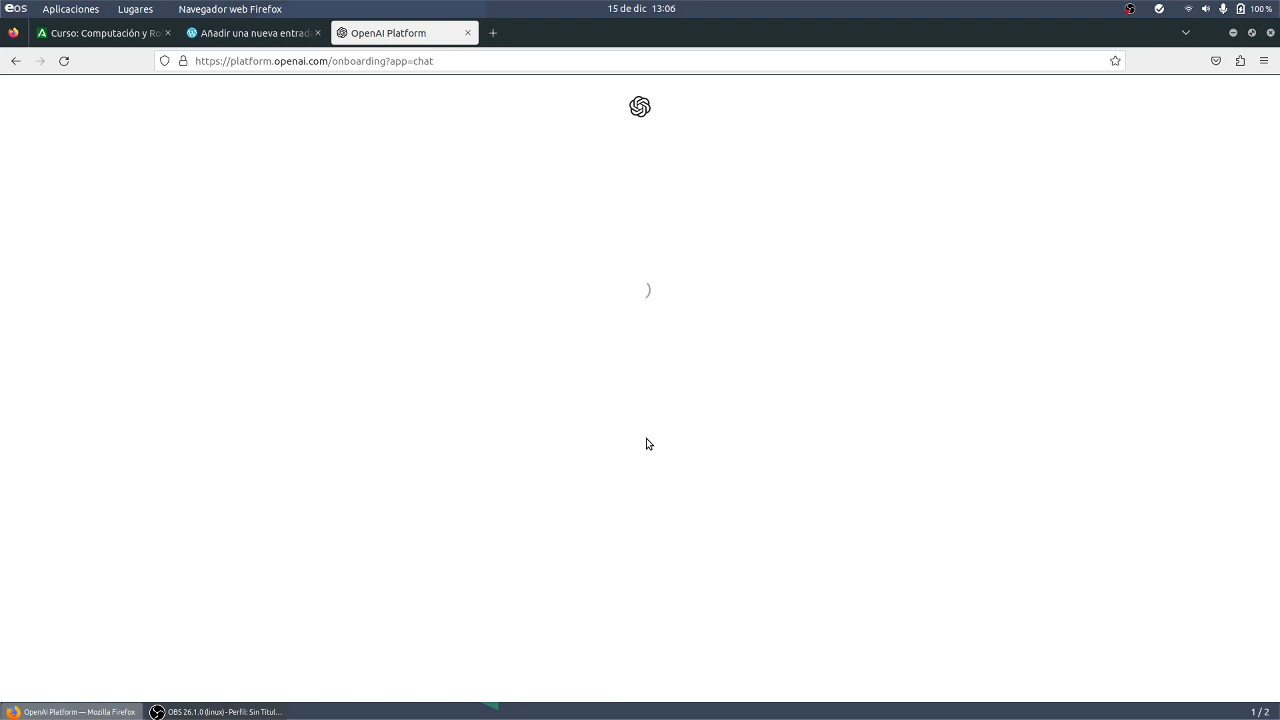 eos Aplicaciones Lugares Navegador web Firefox 15 de dic 13:06 100 %
Curso: Computación y Ro Añadir una nueva entrada OpenAI Platform
https://platform.openai.com/onboarding?app=chat
OpenAI Platform — Mozilla Firefox OBS 26.1.0 (linux) - Perfil: Sin Titul... 1 / 2